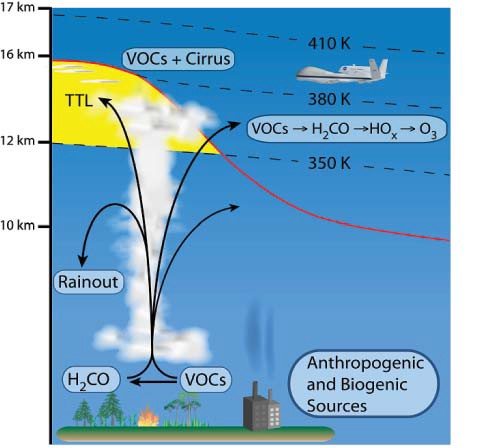 17 km
410 K
16 km
VOCs + Cirrus
TTL
380 K
VOCs → H₂CO → HOₓ → O₃
12 km
350 K
10 km
Rainout
H₂CO
VOCs
Anthropogenic
and Biogenic
Sources